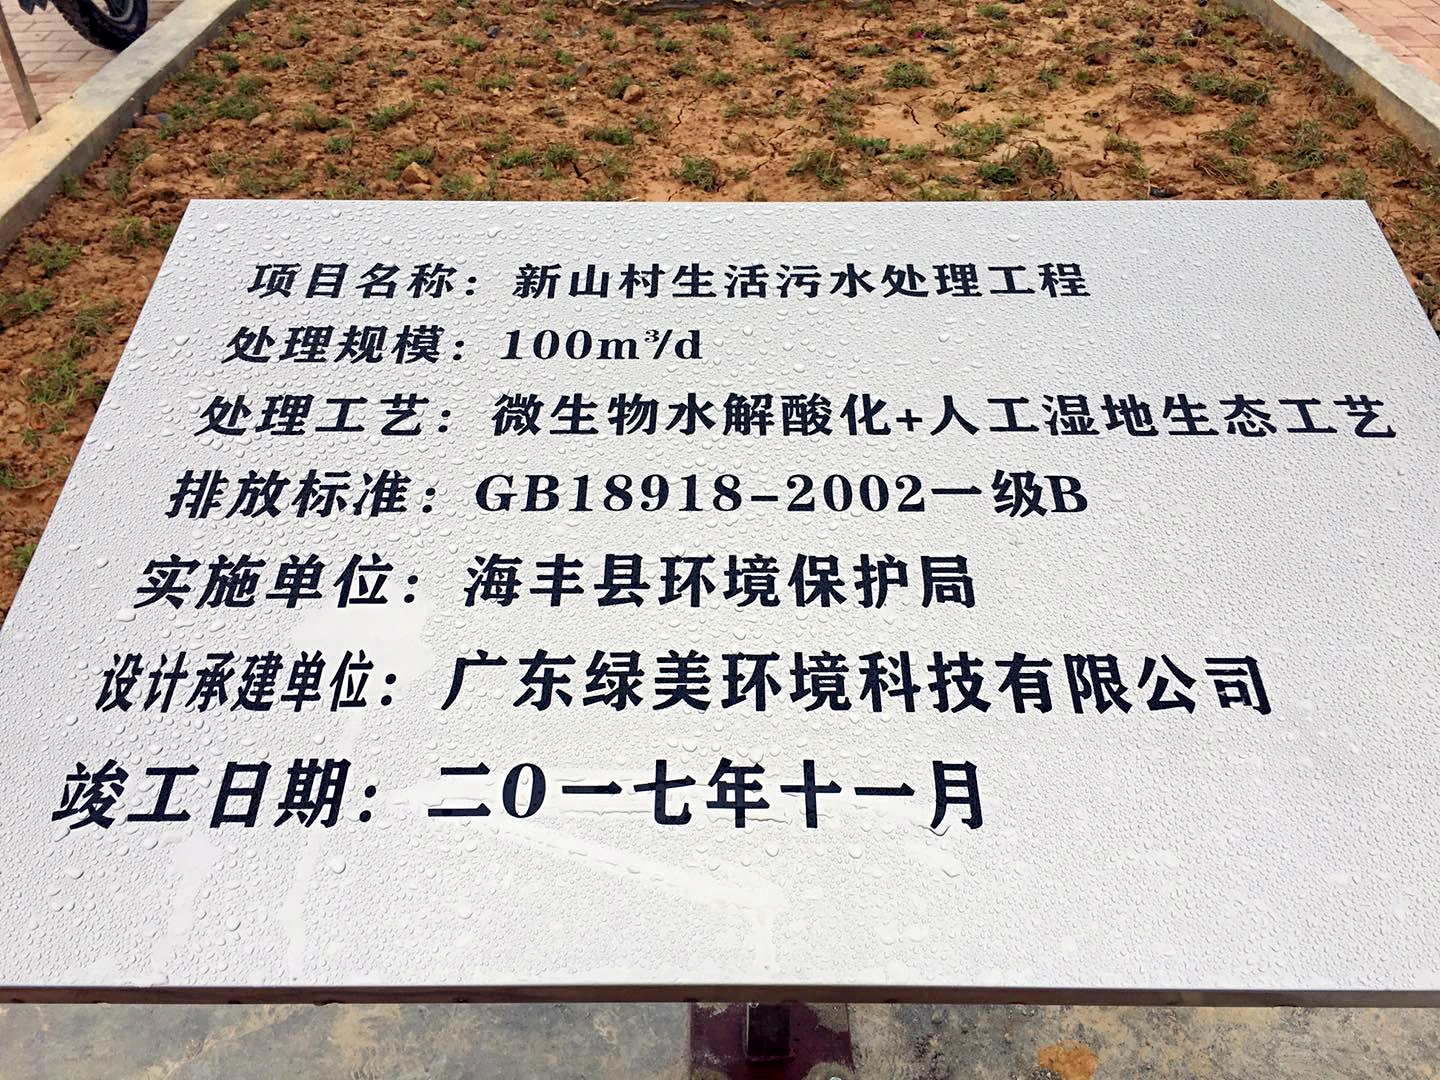 项目名称：新山村生活污水处理工程
处理规模：100m³/d
处理工艺：微生物水解酸化+人工湿地生态工艺
排放标准：GB18918-2002一级B
实施单位：海丰县环境保护局
设计承建单位：广东绿美环境科技有限公司
竣工日期：二0一七年十一月